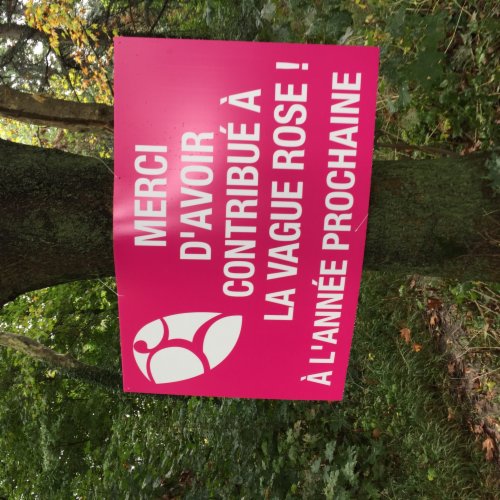 MERCI
D'AVOIR
CONTRIBUÉ À
LA VAGUE ROSE !
À L'ANNÉE PROCHAINE